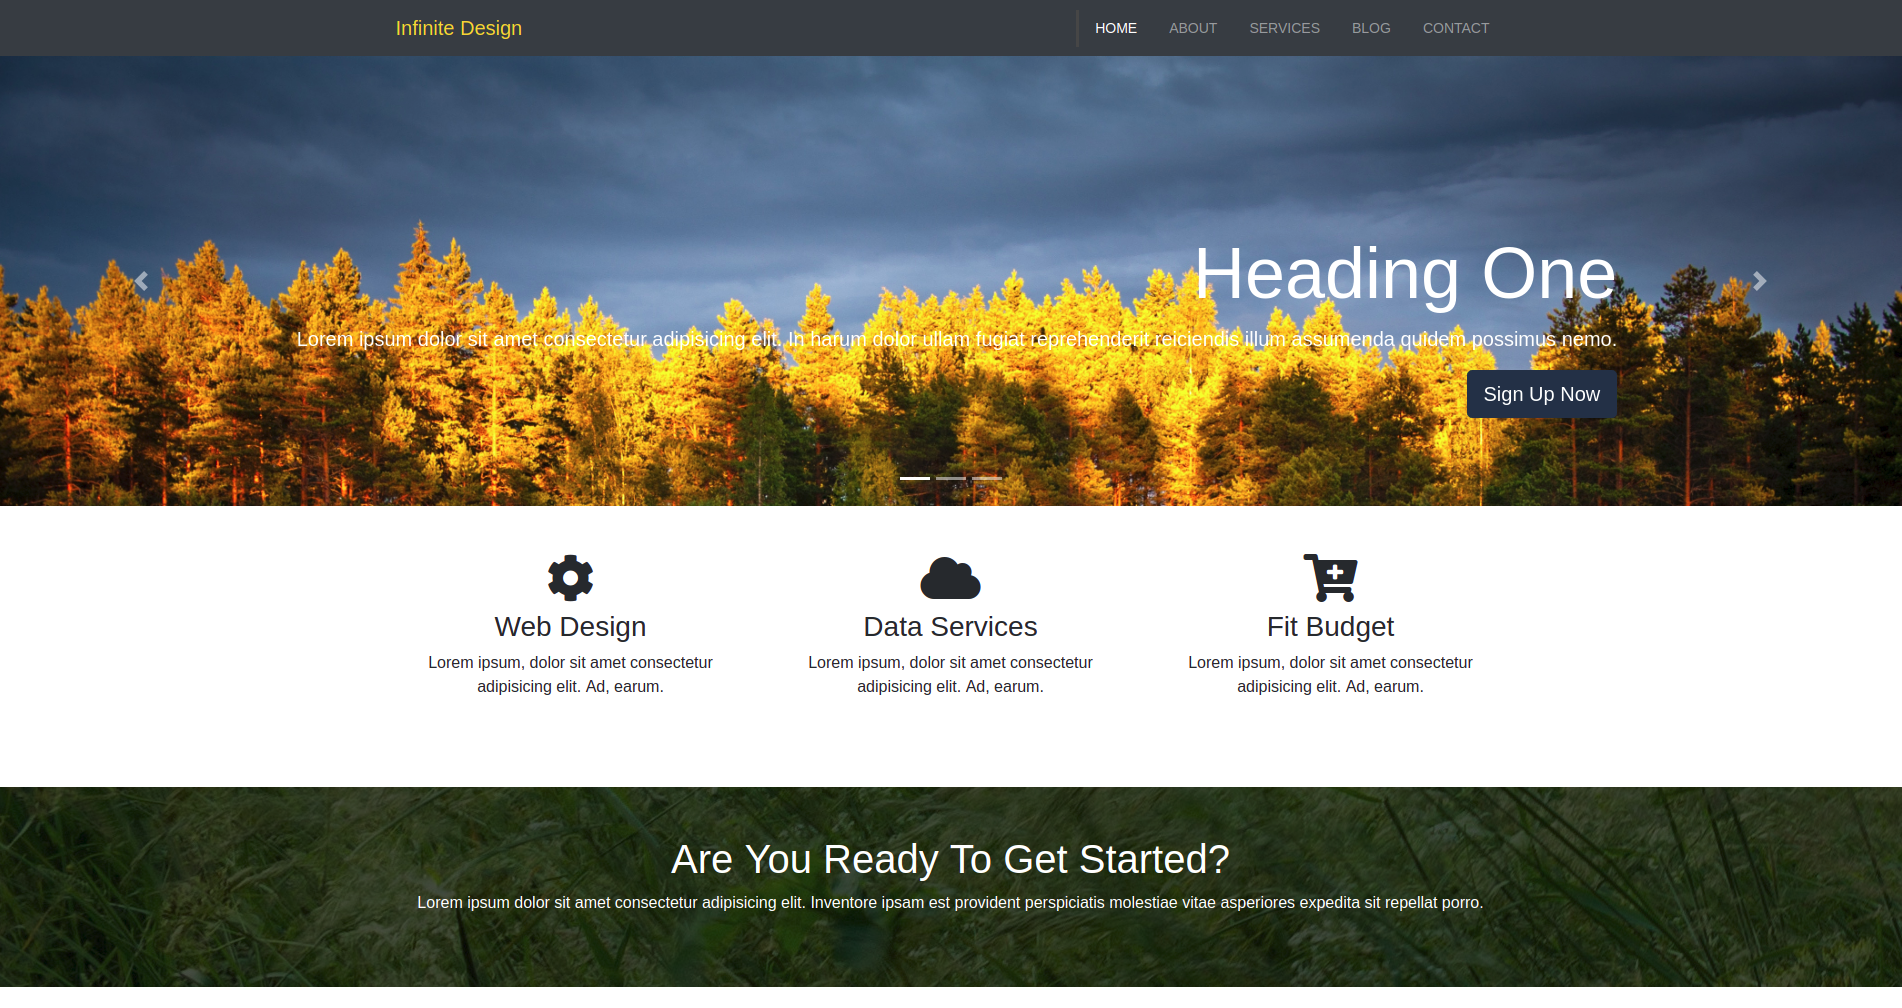 Infinite Design
HOME ABOUT SERVICES BLOG CONTACT
Heading One
Lorem ipsum dolor sit amet consectetur adipisicing elit. In harum dolor ullam fugiat reprehenderit reiciendis illum assumenda quidem possimus nemo.
Sign Up Now
Web Design
Lorem ipsum, dolor sit amet consectetur
adipisicing elit. Ad, earum.
Data Services
Lorem ipsum, dolor sit amet consectetur
adipisicing elit. Ad, earum.
Fit Budget
Lorem ipsum, dolor sit amet consectetur
adipisicing elit. Ad, earum.
Are You Ready To Get Started?
Lorem ipsum dolor sit amet consectetur adipisicing elit. Inventore ipsam est provident perspiciatis molestiae vitae asperiores expedita sit repellat porro.